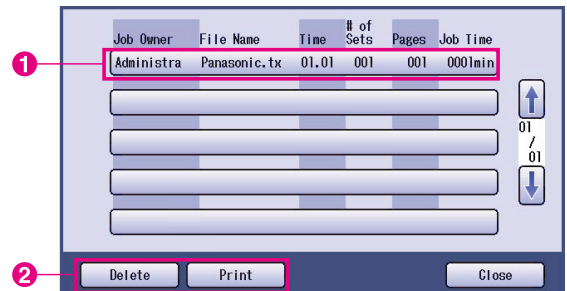 Job Owner File Name Time # of Sets Pages Job Time
1 Administra Panasonic.tx 01.01 001 001 0001min
01
/
01
2 Delete Print Close